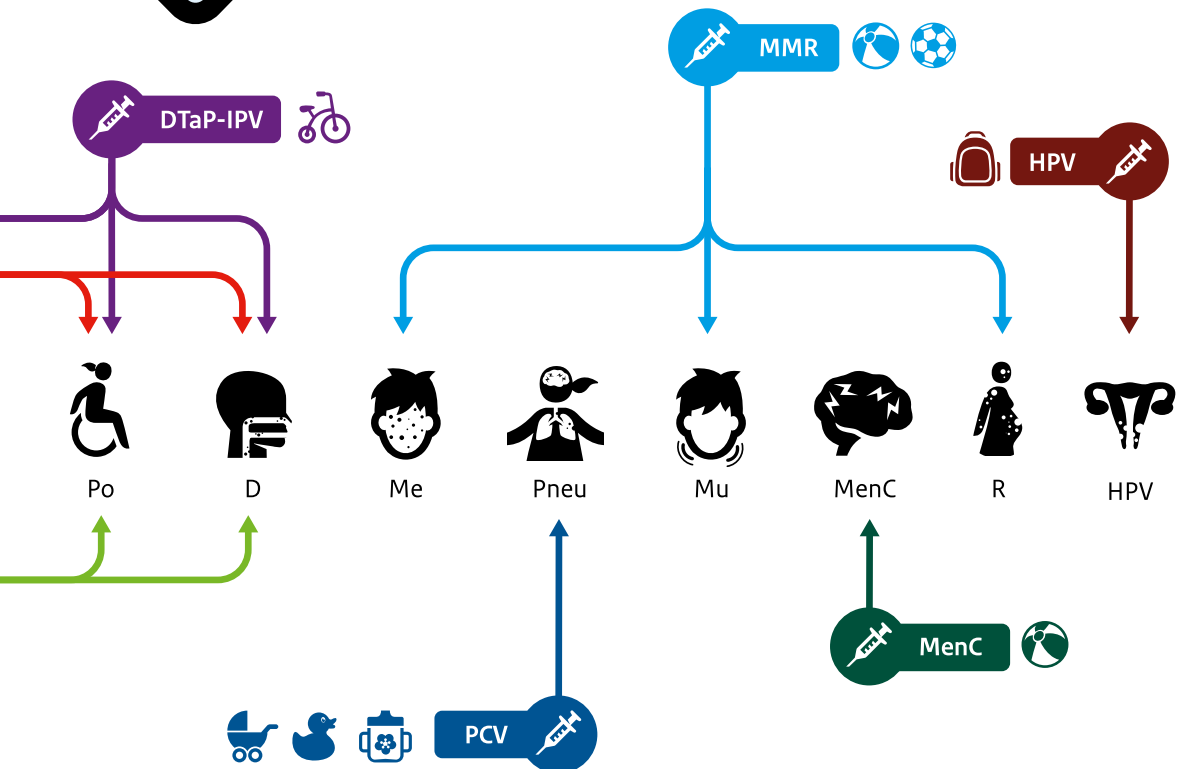 MMR
DTaP-IPV
HPV
Po
D
Me
Pneu
Mu
MenC
R
HPV
MenC
PCV